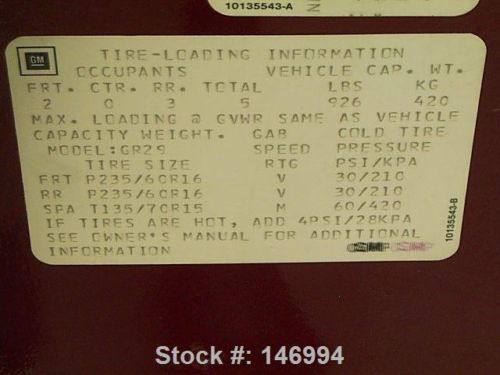 10135543-A
GM
TIRE-LOADING INFORMATION
OCCUPANTS VEHICLE CAP. WT.
FRT. CTR. RR. TOTAL LBS KG
2 0 3 5 926 420
MAX. LOADING @ GVWR SAME AS VEHICLE
CAPACITY WEIGHT. GAB COLD TIRE
MODEL:GR29 SPEED PRESSURE
TIRE SIZE RTG PSI/KPA
FRT P235/60R16 V 30/210
RR P235/60R16 V 30/210
SPA T135/70R15 M 60/420
IF TIRES ARE HOT, ADD 4PSI/28KPA
SEE OWNER'S MANUAL FOR ADDITIONAL
INFORMATION
10135543-B
Stock #: 146994